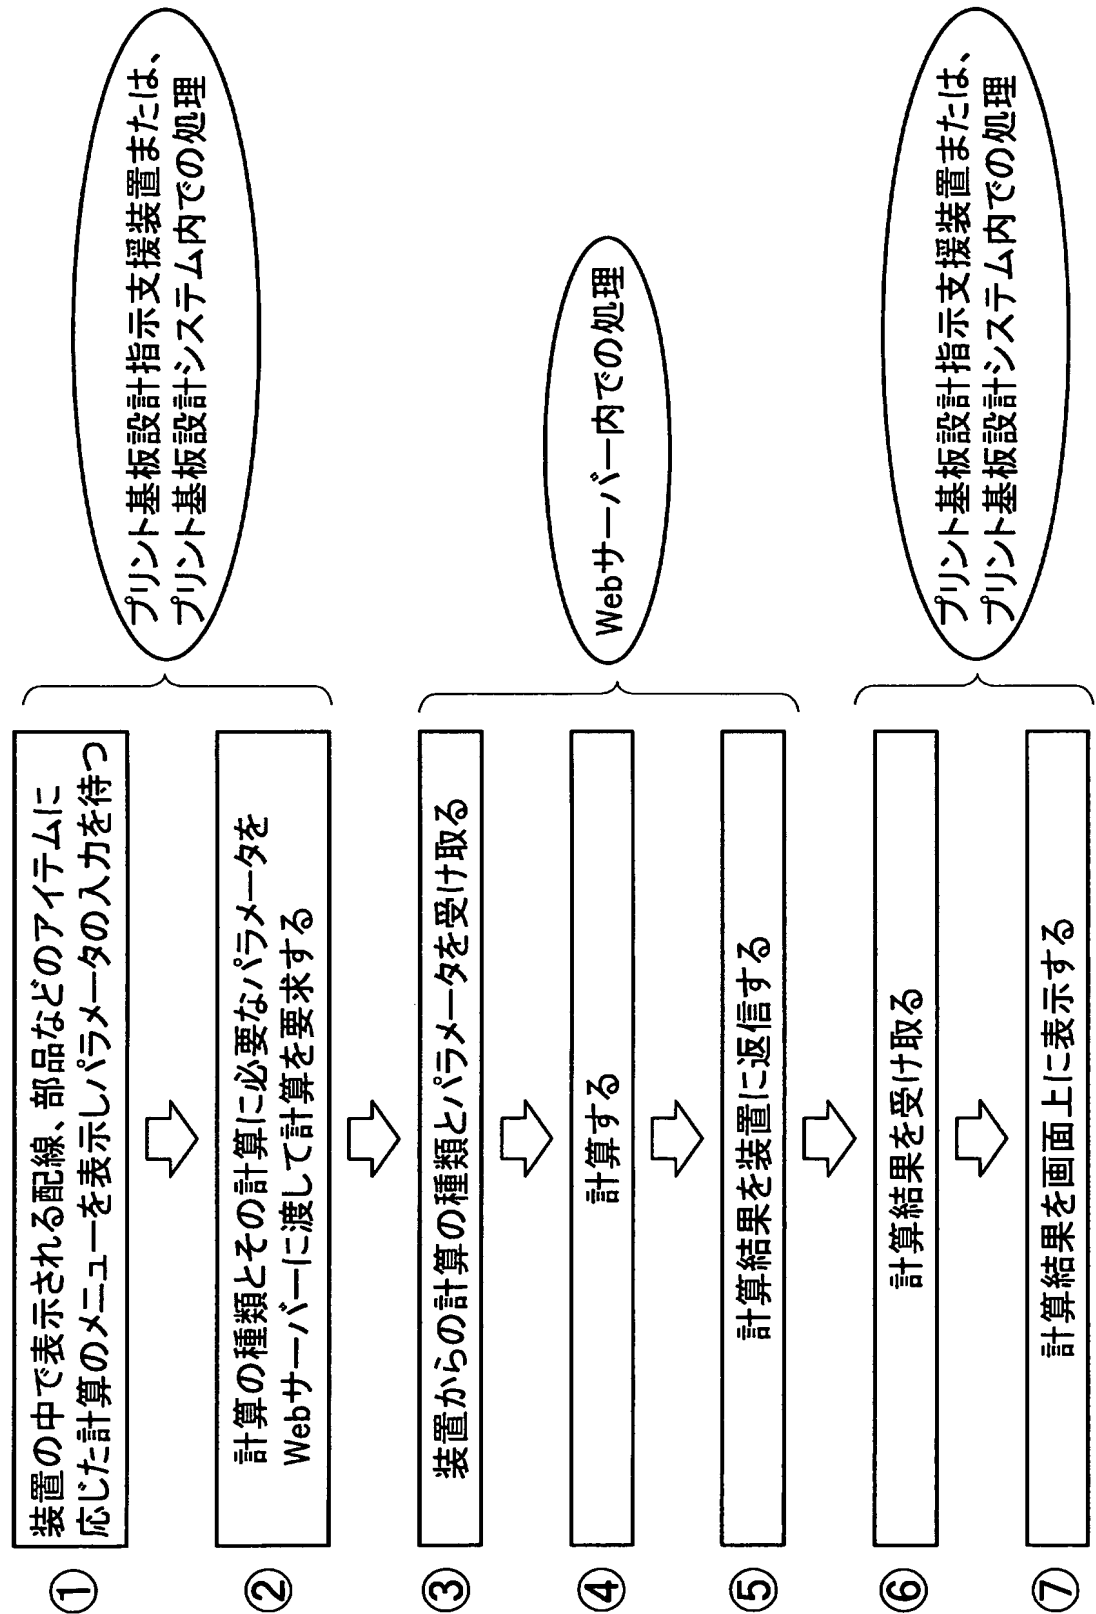 ①
装置の中で表示される配線、部品などのアイテムに
応じた計算のメニューを表示しパラメータの入力を待つ
②
計算の種類とその計算に必要なパラメータを
Webサーバーに渡して計算を要求する
プリント基板設計指示支援装置または、
プリント基板設計システム内での処理
③
装置からの計算の種類とパラメータを受け取る
④
計算する
⑤
計算結果を装置に返信する
Webサーバー内での処理
⑥
計算結果を受け取る
⑦
計算結果を画面上に表示する
プリント基板設計指示支援装置または、
プリント基板設計システム内での処理